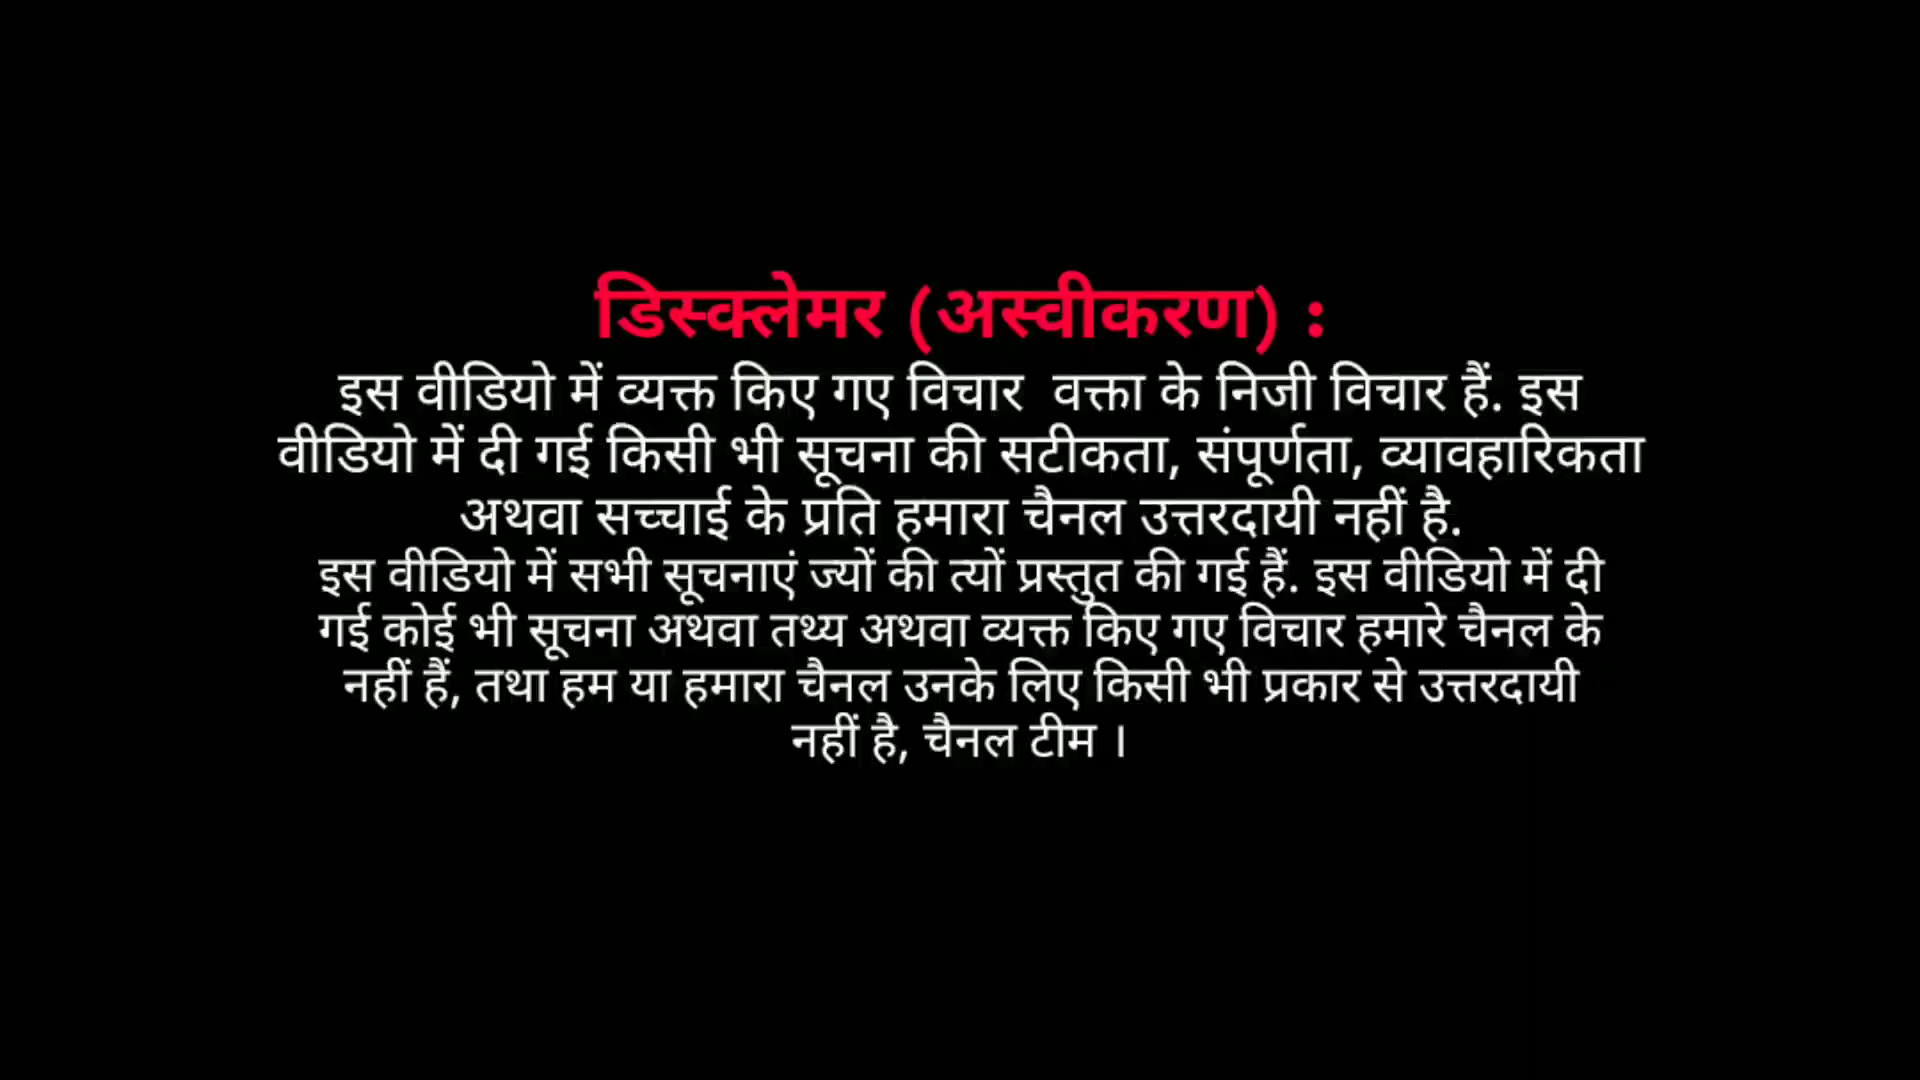 डिस्क्लेमर (अस्वीकरण) :
इस वीडियो में व्यक्त किए गए विचार  वक्ता के निजी विचार हैं. इस
वीडियो में दी गई किसी भी सूचना की सटीकता, संपूर्णता, व्यावहारिकता
अथवा सच्चाई के प्रति हमारा चैनल उत्तरदायी नहीं है.
इस वीडियो में सभी सूचनाएं ज्यों की त्यों प्रस्तुत की गई हैं. इस वीडियो में दी
गई कोई भी सूचना अथवा तथ्य अथवा व्यक्त किए गए विचार हमारे चैनल के
नहीं हैं, तथा हम या हमारा चैनल उनके लिए किसी भी प्रकार से उत्तरदायी
नहीं है, चैनल टीम ।